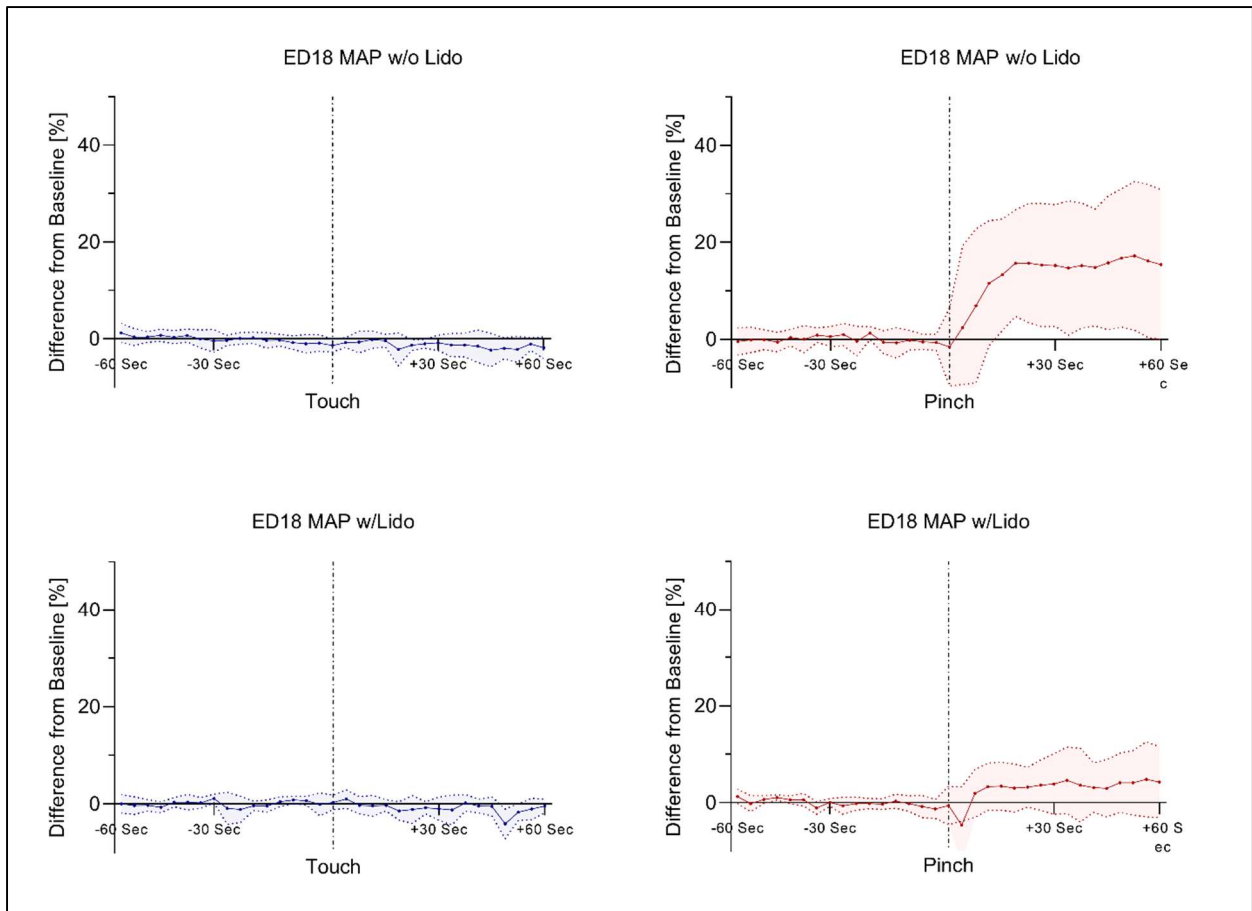 ED18 MAP w/o Lido
Difference from Baseline [%]
40
20
0
-60 Sec
-30 Sec
+30 Sec
+60 Sec
Touch
ED18 MAP w/o Lido
Difference from Baseline [%]
40
20
0
-60 Sec
-30 Sec
+30 Sec
+60 Se
c
Pinch
ED18 MAP w/Lido
Difference from Baseline [%]
40
20
0
-60 Sec
-30 Sec
+30 Sec
+60 Sec
Touch
ED18 MAP w/Lido
Difference from Baseline [%]
40
20
0
-60 Sec
-30 Sec
+30 Sec
+60 S
ec
Pinch